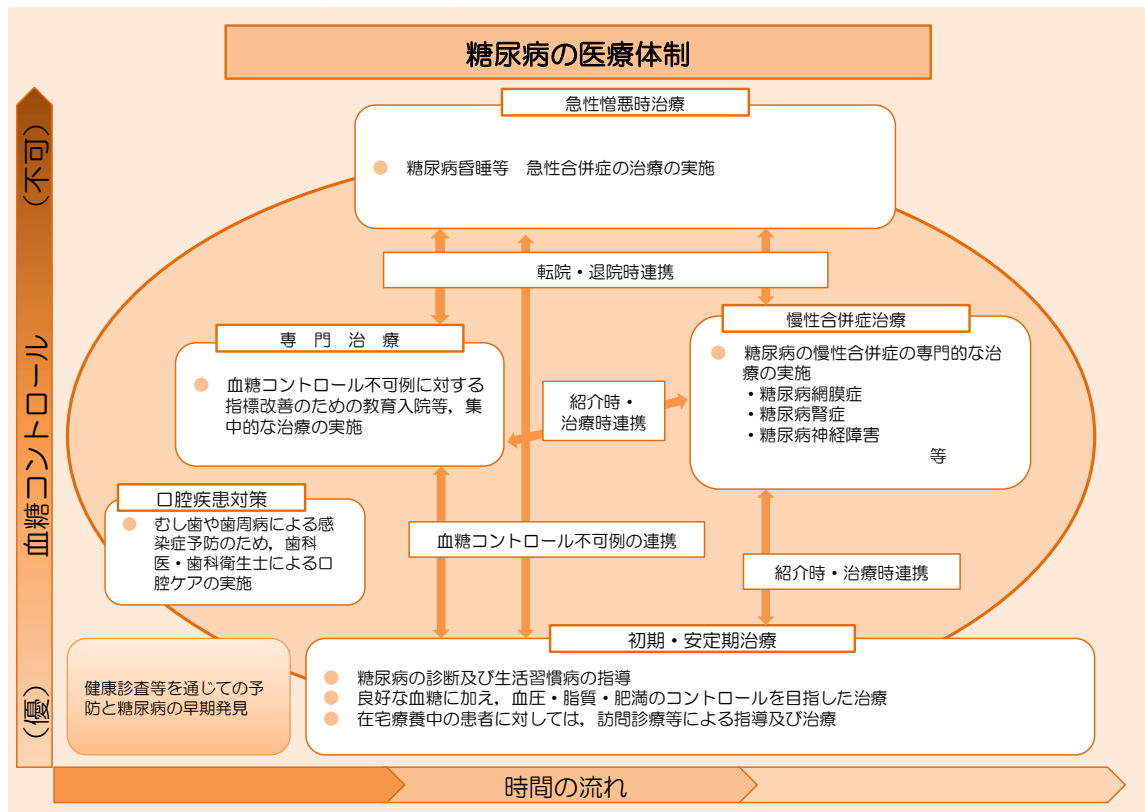 糖尿病の医療体制
(不可)
血糖コントロール
(優)
急性憎悪時治療
糖尿病昏睡等　急性合併症の治療の実施
転院・退院時連携
専　門　治　療
血糖コントロール不可例に対する
指標改善のための教育入院等，集
中的な治療の実施
紹介時・
治療時連携
慢性合併症治療
糖尿病の慢性合併症の専門的な治
療の実施
・糖尿病網膜症
・糖尿病腎症
・糖尿病神経障害
等
口腔疾患対策
むし歯や歯周病による感
染症予防のため，歯科
医・歯科衛生士による口
腔ケアの実施
血糖コントロール不可例の連携
紹介時・治療時連携
初期・安定期治療
糖尿病の診断及び生活習慣病の指導
良好な血糖に加え，血圧・脂質・肥満のコントロールを目指した治療
在宅療養中の患者に対しては，訪問診療等による指導及び治療
健康診査等を通じての予
防と糖尿病の早期発見
時間の流れ